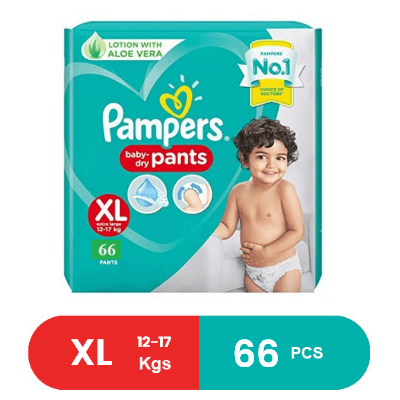 LOTION WITH
ALOE VERA
PAMPERS
No.1
CHOICE OF
DOCTORS*
Pampers
baby-dry pants
XL
extra large
12-17 kg
66
PANTS
XL 12-17 Kgs
66 PCS